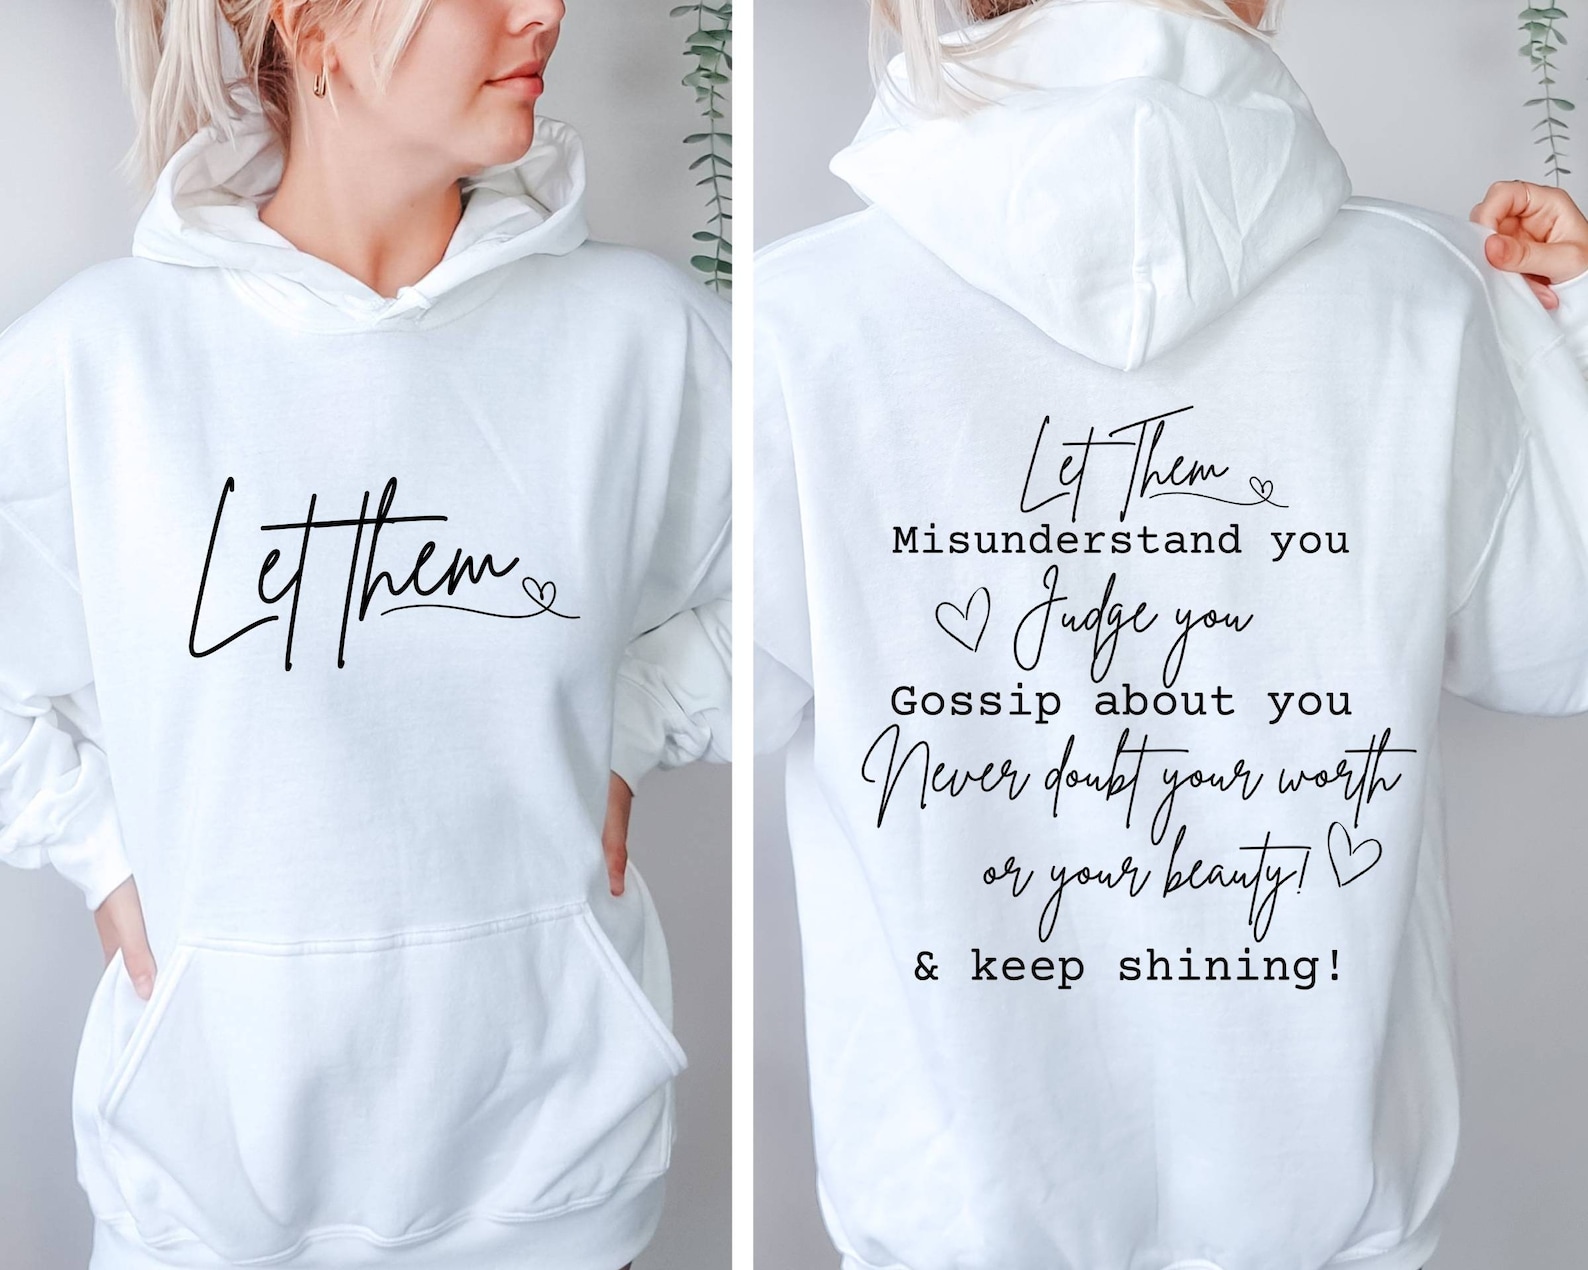 Let them
Let Them
Misunderstand you
Judge you
Gossip about you
Never doubt your worth
or your beauty!
& keep shining!